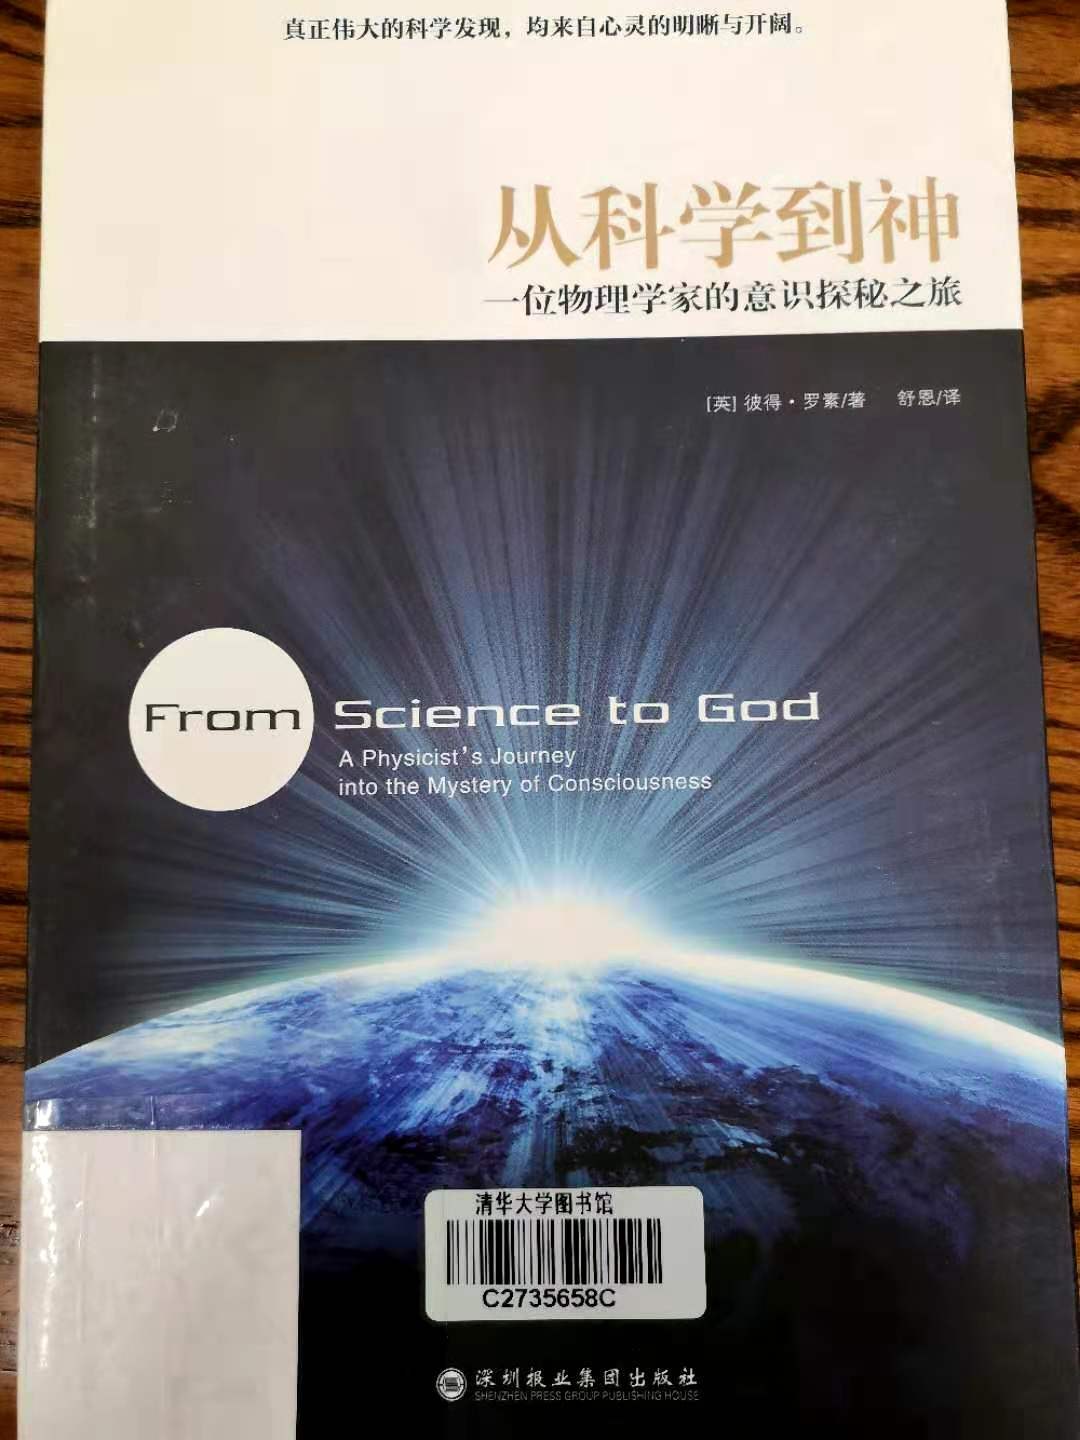 真正伟大的科学发现，均来自心灵的明晰与开阔。
从科学到神
一位物理学家的意识探秘之旅
[英] 彼得·罗素/著 舒恩/译
From Science to God
A Physicist's Journey
into the Mystery of Consciousness
清华大学图书馆
C2735658C
深圳报业集团出版社
SHENZHEN PRESS GROUP PUBLISHING HOUSE